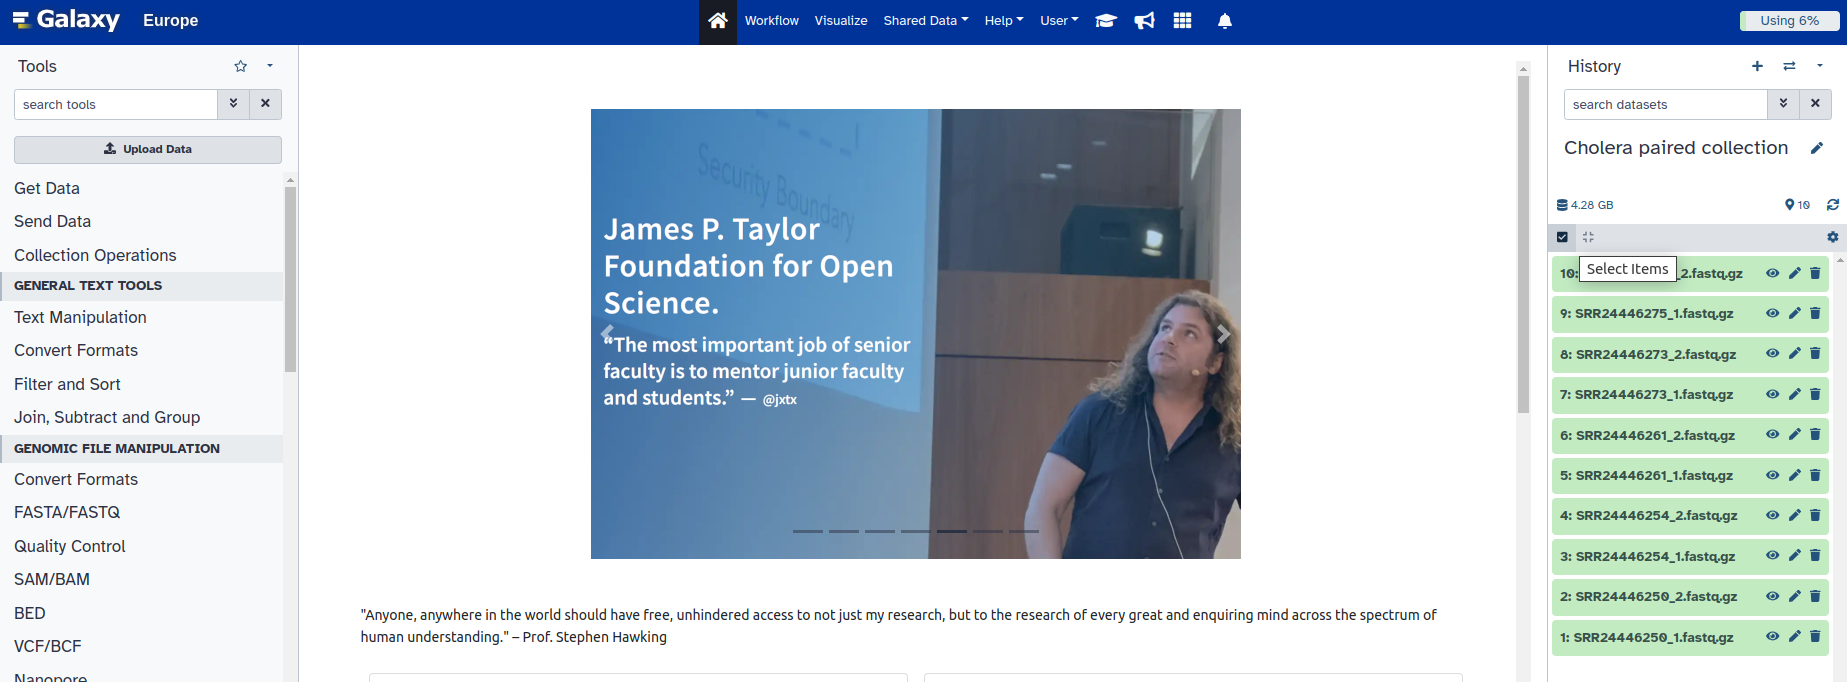 Galaxy Europe
Workflow Visualize Shared Data Help User
Using 6%
Tools
search tools
Upload Data
Get Data
Send Data
Collection Operations
GENERAL TEXT TOOLS
Text Manipulation
Convert Formats
Filter and Sort
Join, Subtract and Group
GENOMIC FILE MANIPULATION
Convert Formats
FASTA/FASTQ
Quality Control
SAM/BAM
BED
VCF/BCF
Nanopore
Security Boundary
James P. Taylor
Foundation for Open
Science.
“The most important job of senior
faculty is to mentor junior faculty
and students.” — @jxtx
"Anyone, anywhere in the world should have free, unhindered access to not just my research, but to the research of every great and enquiring mind across the spectrum of
human understanding." – Prof. Stephen Hawking
History
search datasets
Cholera paired collection
4.28 GB 10
Select Items
10: _2.fastq.gz
9: SRR24446275_1.fastq.gz
8: SRR24446273_2.fastq.gz
7: SRR24446273_1.fastq.gz
6: SRR24446261_2.fastq.gz
5: SRR24446261_1.fastq.gz
4: SRR24446254_2.fastq.gz
3: SRR24446254_1.fastq.gz
2: SRR24446250_2.fastq.gz
1: SRR24446250_1.fastq.gz